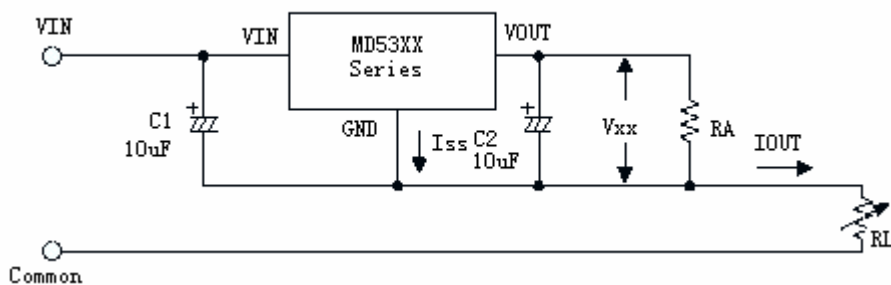 VIN
VIN
MD53XX
Series
VOUT
C1
10uF
GND
Iss
C2
10uF
Vxx
RA
IOUT
RL
Common